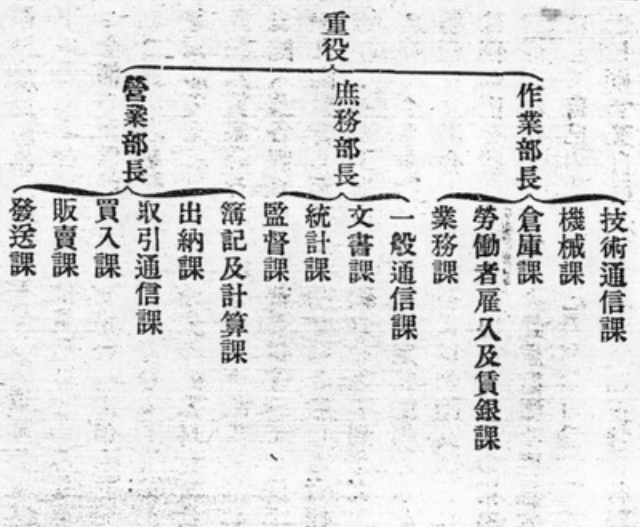 重役
作業部長
技術通信課
機械課
倉庫課
勞働者雇入及賃銀課
業務課
庶務部長
一般通信課
文書課
統計課
監督課
營業部長
簿記及計算課
出納課
取引通信課
買入課
販賣課
發送課